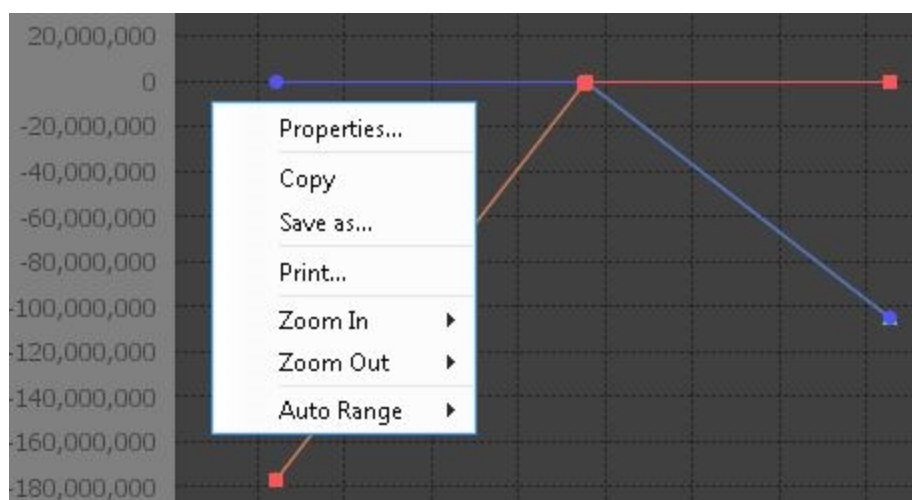 20,000,000
0
-20,000,000
-40,000,000
-60,000,000
-80,000,000
-100,000,000
-120,000,000
-140,000,000
-160,000,000
-180,000,000
Properties...
Copy
Save as...
Print...
Zoom In
Zoom Out
Auto Range